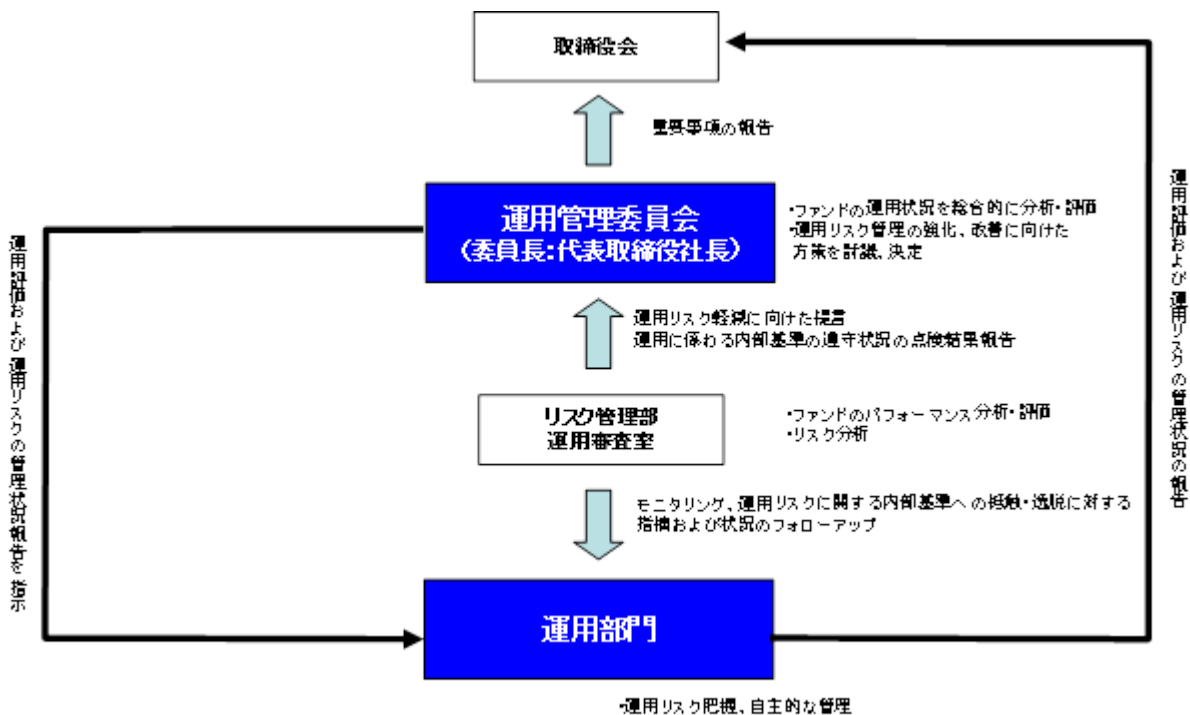 取締役会
重要事項の報告
運用管理委員会
(委員長:代表取締役社長)
・ファンドの運用状況を総合的に分析・評価
・運用リスク管理の強化、改善に向けた
方策を討議、決定
運用リスク軽減に向けた提言
運用に係わる内部基準の遵守状況の点検結果報告
リスク管理部
運用審査室
・ファンドのパフォーマンス分析・評価
・リスク分析
モニタリング、運用リスクに関する内部基準への抵触・逸脱に対する
指摘および状況のフォローアップ
運用部門
・運用リスク把握、自主的な管理
運用評価および運用リスクの管理状況報告を指示
運用評価および運用リスクの管理状況の報告